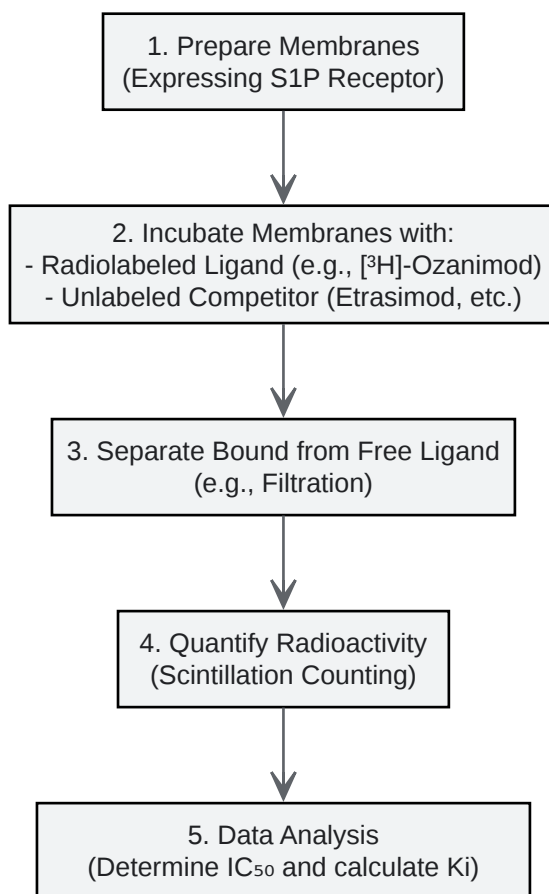 1. Prepare Membranes
(Expressing S1P Receptor)
2. Incubate Membranes with:
- Radiolabeled Ligand (e.g., [³H]-Ozanimod)
- Unlabeled Competitor (Etrasimod, etc.)
3. Separate Bound from Free Ligand
(e.g., Filtration)
4. Quantify Radioactivity
(Scintillation Counting)
5. Data Analysis
(Determine IC₅₀ and calculate Ki)